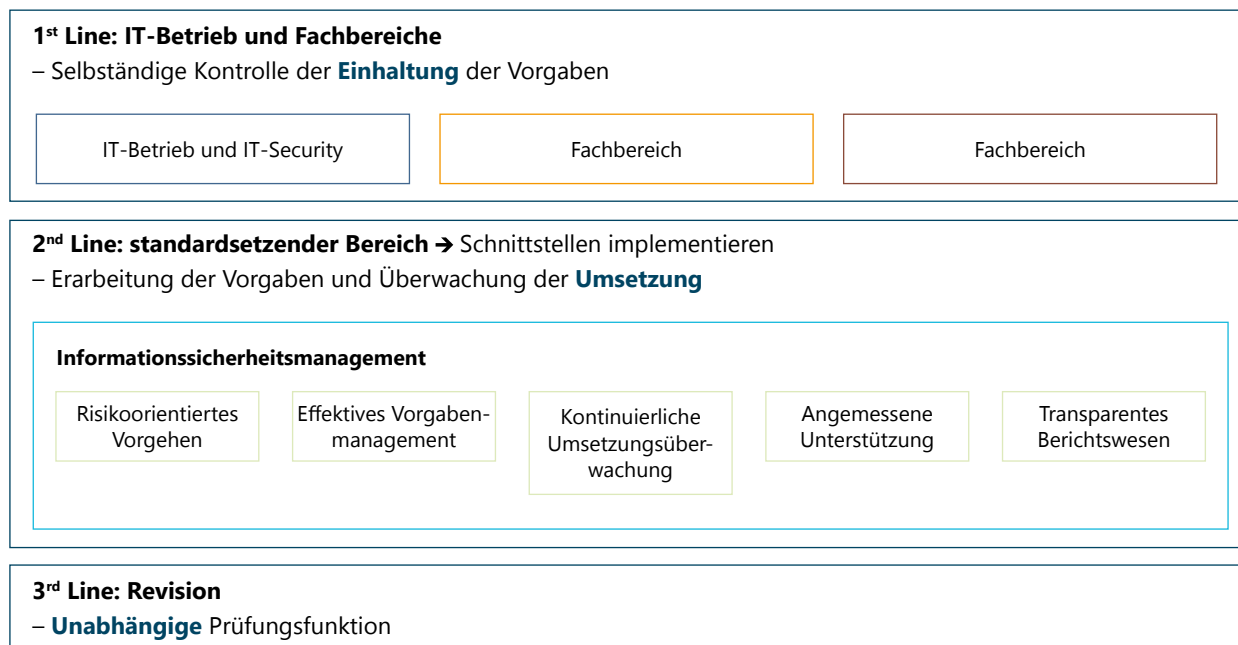 1st Line: IT-Betrieb und Fachbereiche
– Selbständige Kontrolle der Einhaltung der Vorgaben
IT-Betrieb und IT-Security
Fachbereich
Fachbereich
2nd Line: standardsetzender Bereich ➔ Schnittstellen implementieren
– Erarbeitung der Vorgaben und Überwachung der Umsetzung
Informationssicherheitsmanagement
Risikoorientiertes
Vorgehen
Effektives Vorgaben-
management
Kontinuierliche
Umsetzungsüber-
wachung
Angemessene
Unterstützung
Transparentes
Berichtswesen
3rd Line: Revision
– Unabhängige Prüfungsfunktion